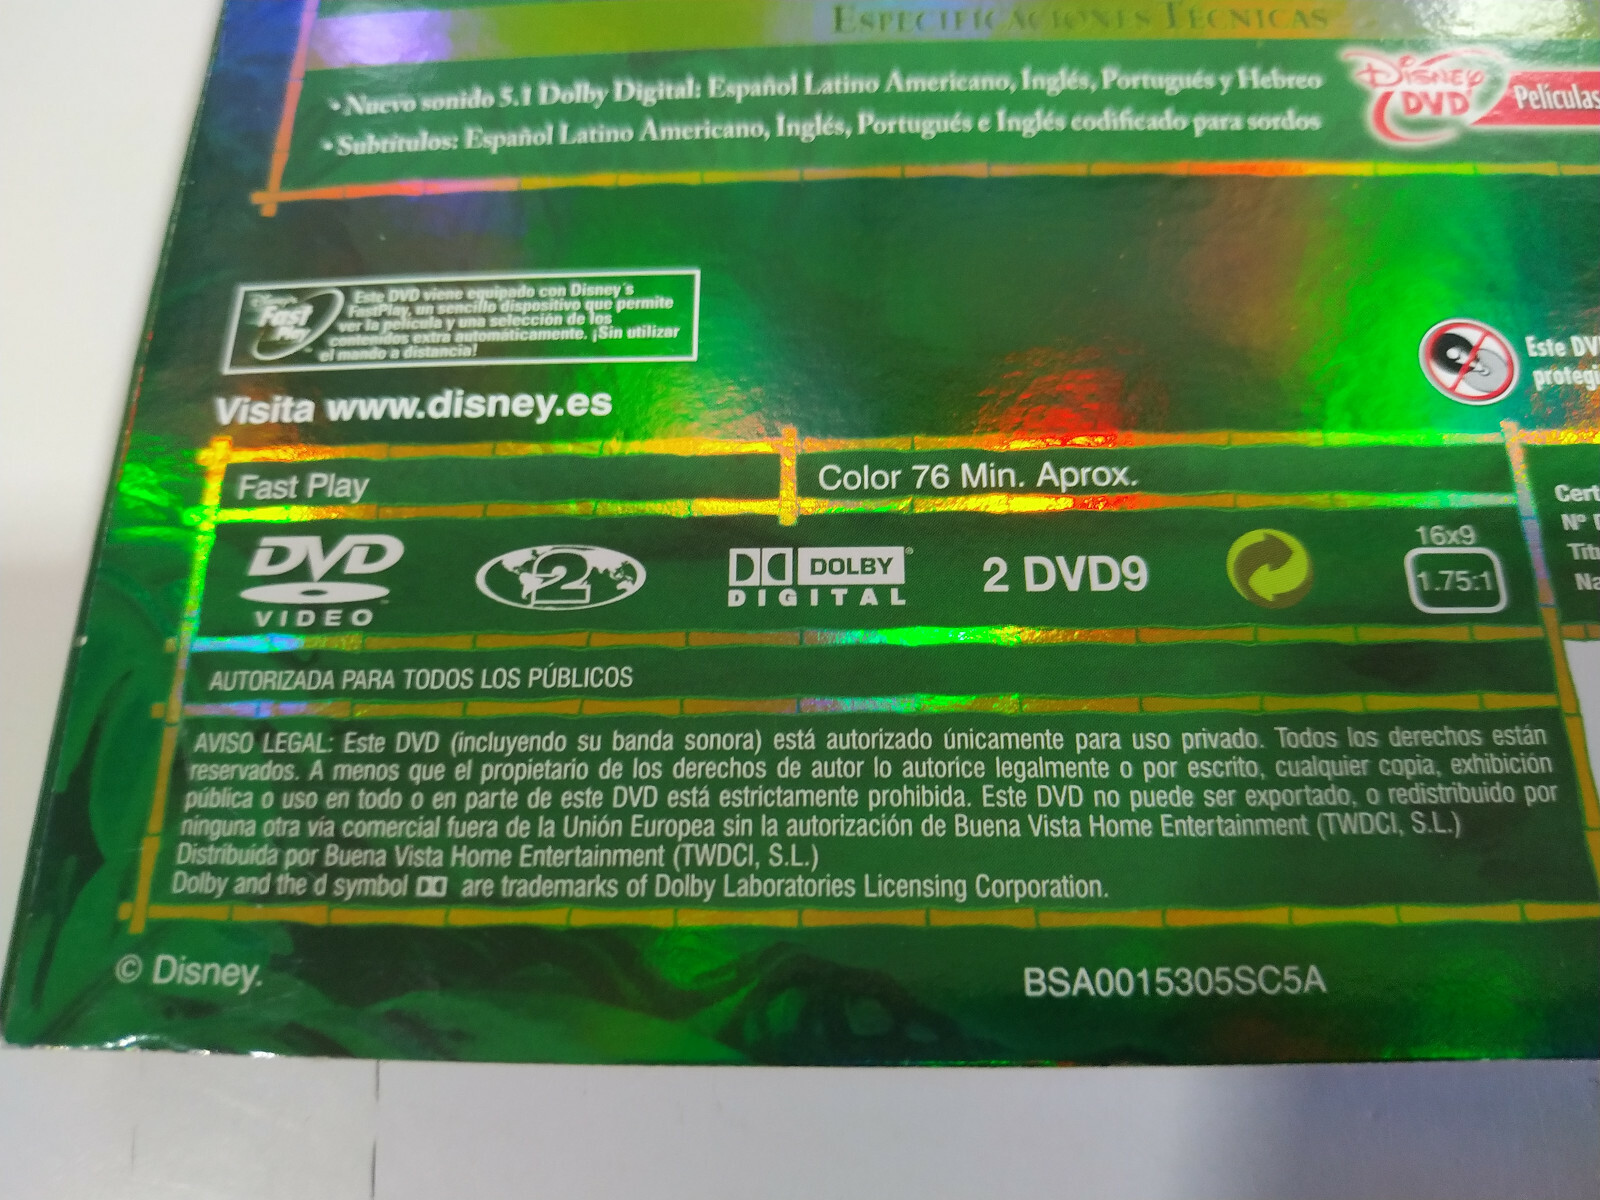 ESPECIFICACIONES TÉCNICAS
• Nuevo sonido 5.1 Dolby Digital: Español Latino Americano, Inglés, Portugués y Hebreo
• Subtítulos: Español Latino Americano, Inglés, Portugués e Inglés codificado para sordos
DISNEY
DVD
Películas
Disney's
Fast
Play
Este DVD viene equipado con Disney's
FastPlay, un sencillo dispositivo que permite
ver la película y una selección de los
contenidos extra automáticamente. ¡Sin utilizar
el mando a distancia!
Este
protegi
Visita www.disney.es
Fast Play
Color 76 Min. Aprox.
DVD
VIDEO
2
DOLBY
DIGITAL
2 DVD9
16x9
1.75:1
Cert
Nº
Tít
Na
AUTORIZADA PARA TODOS LOS PÚBLICOS
AVISO LEGAL: Este DVD (incluyendo su banda sonora) está autorizado únicamente para uso privado. Todos los derechos están
reservados. A menos que el propietario de los derechos de autor lo autorice legalmente o por escrito, cualquier copia, exhibición
pública o uso en todo o en parte de este DVD está estrictamente prohibida. Este DVD no puede ser exportado, o redistribuido por
ninguna otra vía comercial fuera de la Unión Europea sin la autorización de Buena Vista Home Entertainment (TWDCI, S.L.)
Distribuida por Buena Vista Home Entertainment (TWDCI, S.L.)
Dolby and the d symbol are trademarks of Dolby Laboratories Licensing Corporation.
© Disney.
BSA0015305SC5A